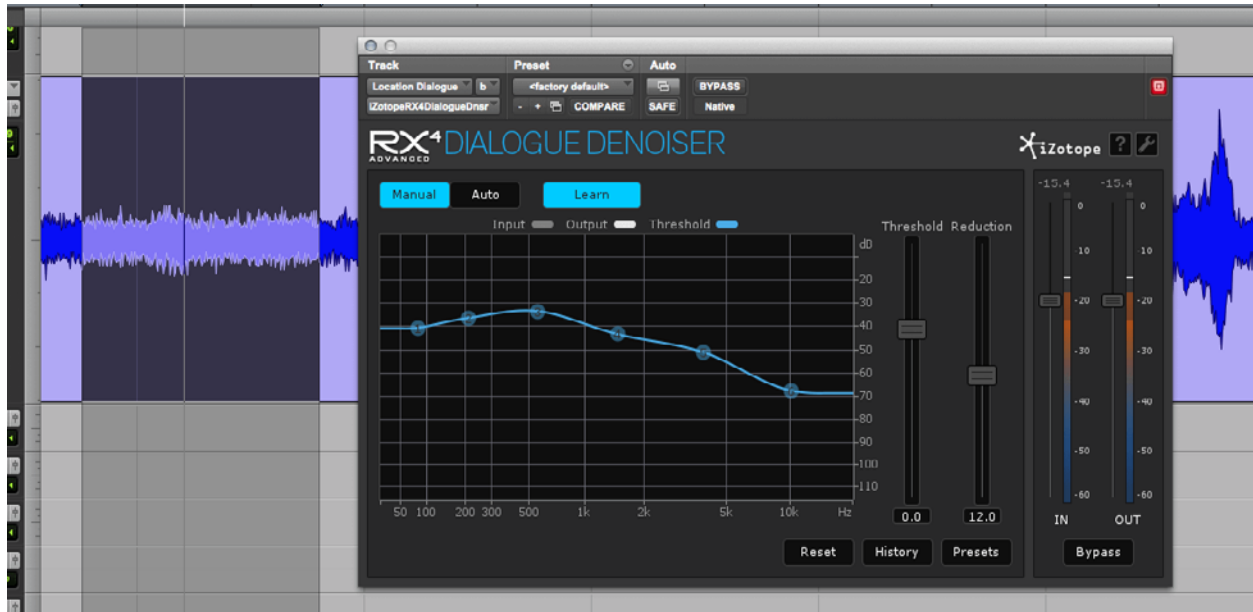 Track Preset Auto
Location Dialogue b <factory default> BYPASS
iZotopeRX4DialogueDnsr - + COMPARE SAFE Native
RX4 DIALOGUE DENOISER
ADVANCED
iZotope ?
Manual Auto Learn
Input Output Threshold
Threshold Reduction
dD
-20
-30
-40
-50
-60
-70
-80
-90
-100
-110
50 100 200 300 500 1k 2k 5k 10k Hz
0.0 12.0
Reset History Presets
-15.4 -15.4
0 0
-10 -10
-20 -20
-30 -30
-40 -40
-50 -50
-60 -60
IN OUT
Bypass